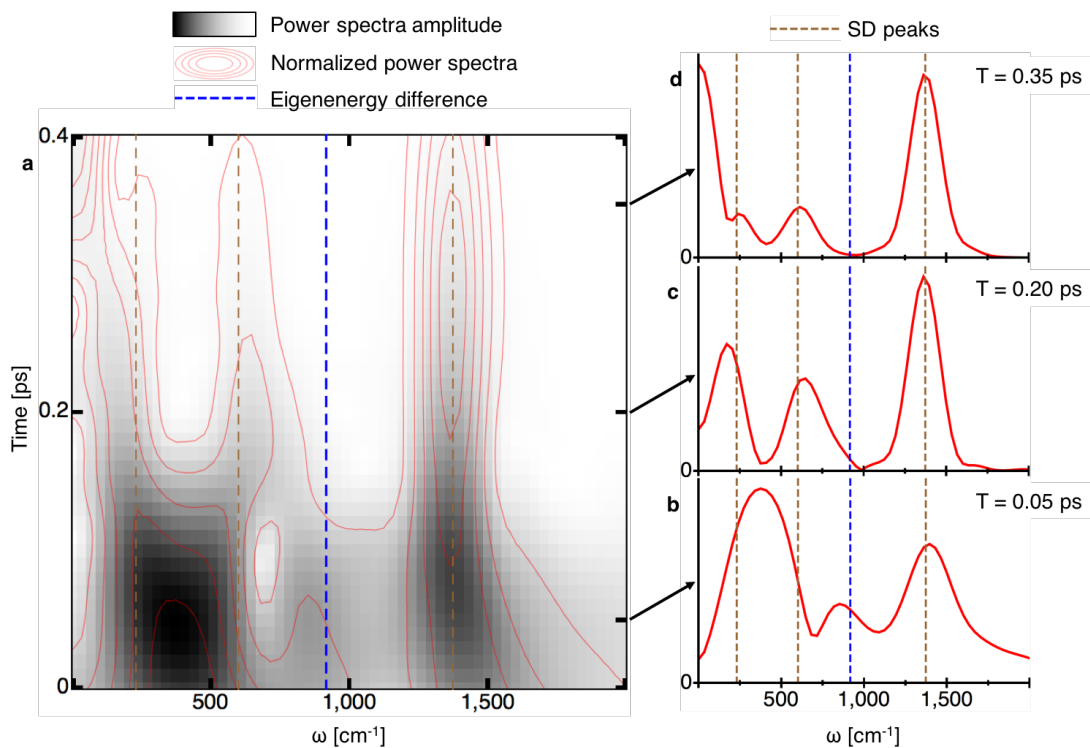 Power spectra amplitude
Normalized power spectra
Eigenenergy difference
SD peaks
a
0.4
0.2
0
Time [ps]
500
1,000
1,500
ω [cm-1]
d
T = 0.35 ps
0
c
T = 0.20 ps
0
b
T = 0.05 ps
0
500
1,000
1,500
ω [cm-1]